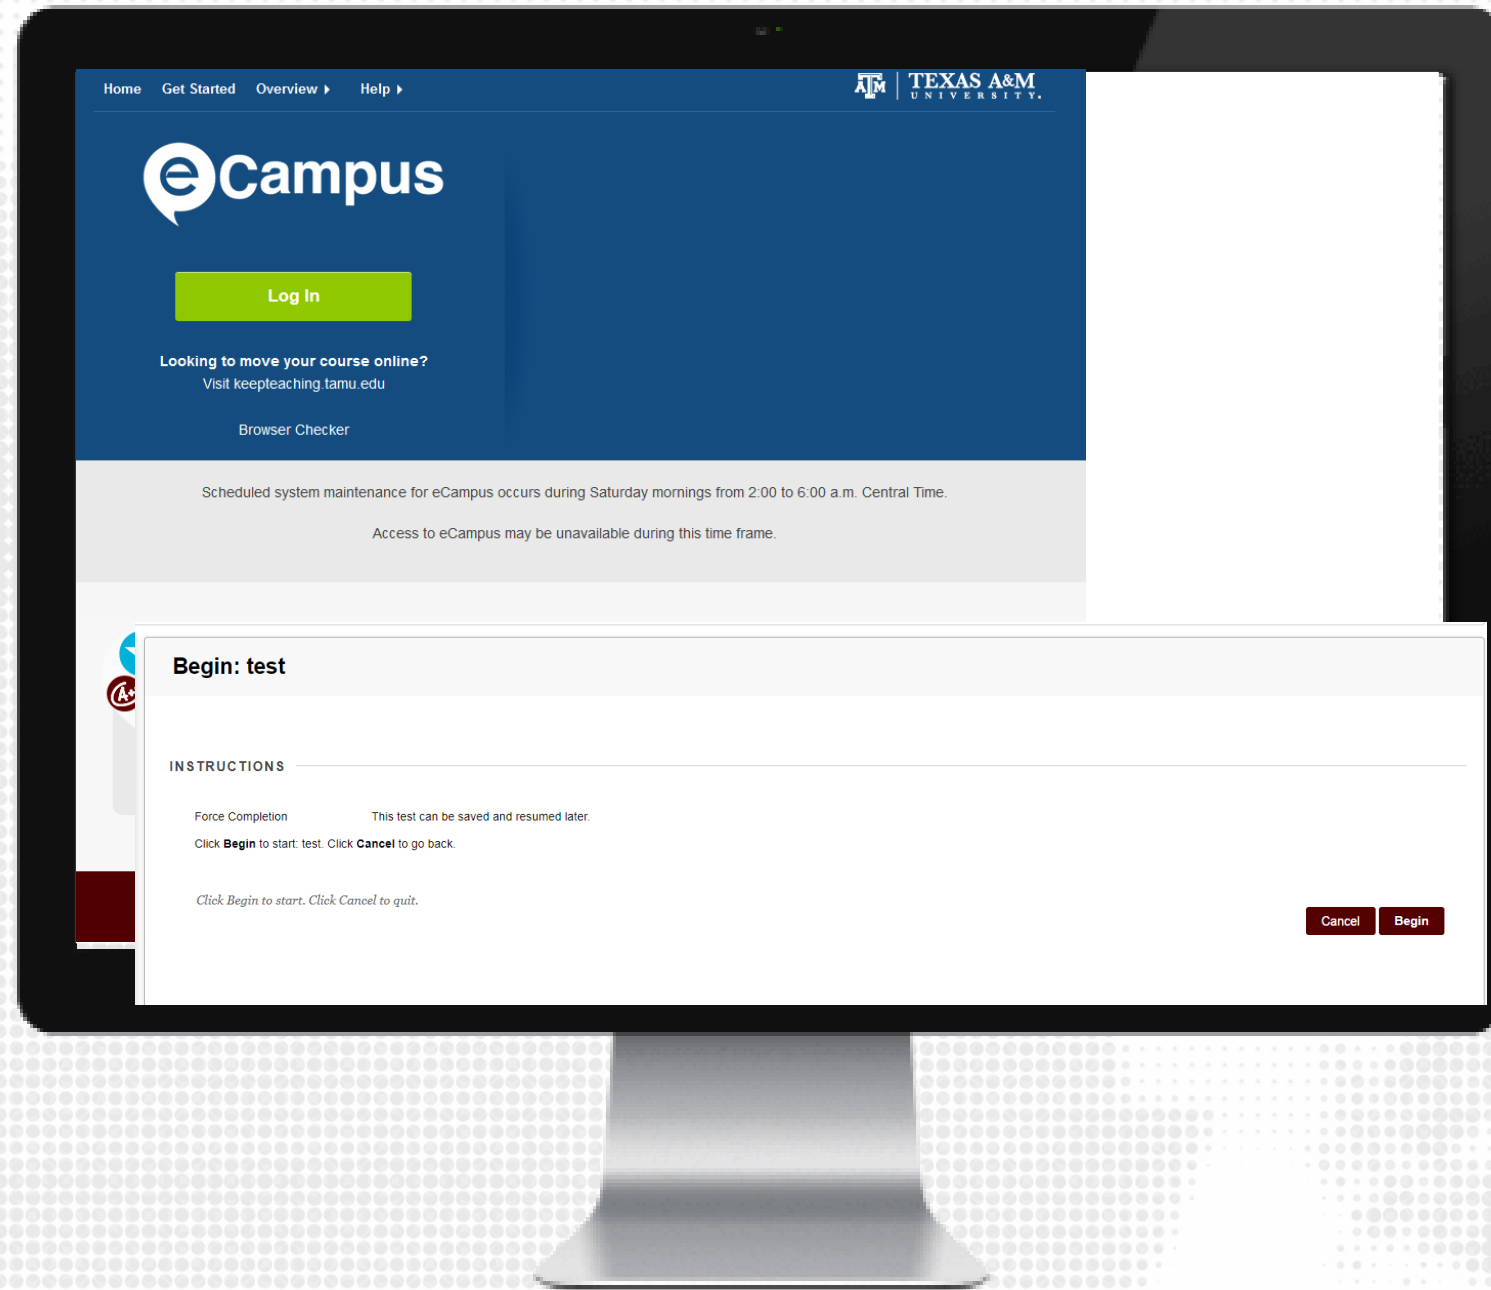 Home Get Started Overview Help
ĀM TEXAS A&M
UNIVERSITY.
eCampus
Log In
Looking to move your course online?
Visit keepteaching.tamu.edu
Browser Checker
Scheduled system maintenance for eCampus occurs during Saturday mornings from 2:00 to 6:00 a.m. Central Time.
Access to eCampus may be unavailable during this time frame.
A+
Begin: test
INSTRUCTIONS
Force Completion This test can be saved and resumed later.
Click Begin to start: test. Click Cancel to go back.
Click Begin to start. Click Cancel to quit.
Cancel Begin